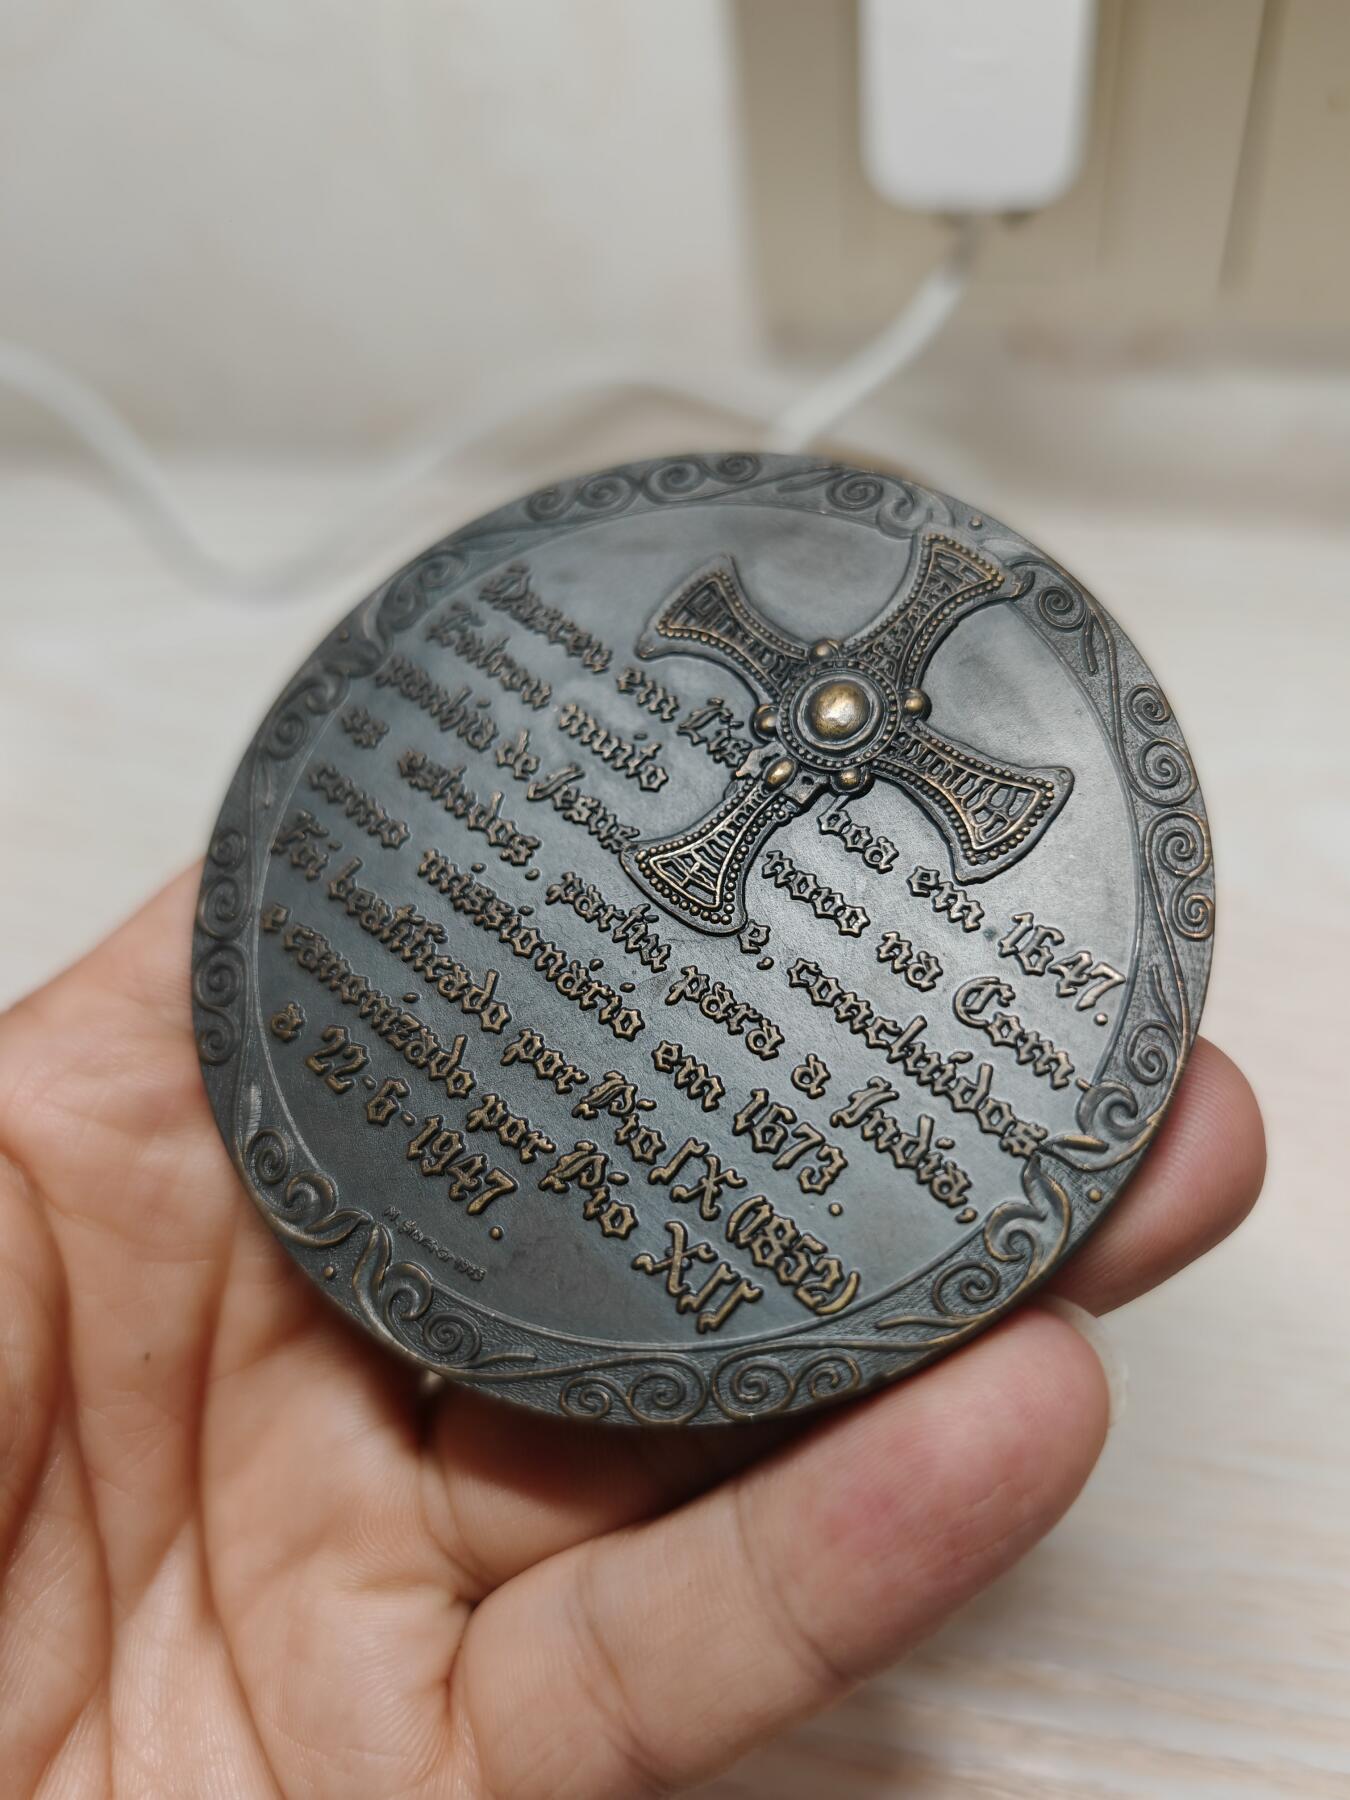 Nasceu em Lis boa em 1647.
Entrou muito novo na Com-
panhia de Jesus e, concluídos
os estudos, partiu para a India,
como missionário em 1673.
Foi beatificado por Pio IX (1852)
e canonizado por Pio XII
a 22-6-1947.
M.